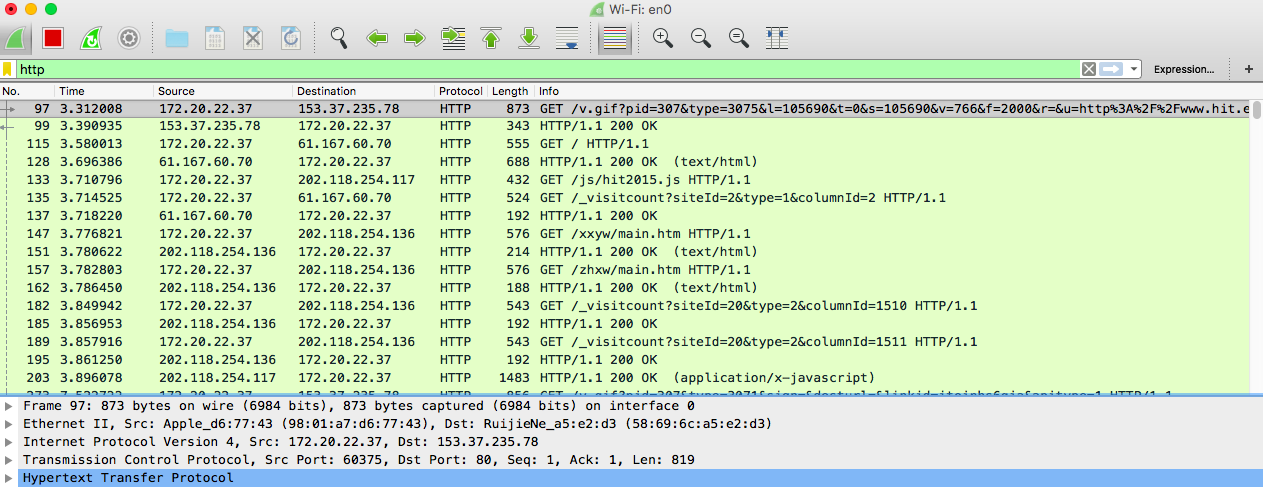 Wi-Fi: en0
http Expression... +
No. Time Source Destination Protocol Length Info
97 3.312008 172.20.22.37 153.37.235.78 HTTP 873 GET /v.gif?pid=307&type=3075&l=105690&t=0&s=105690&v=766&f=2000&r=&u=http%3A%2F%2Fwww.hit.e
99 3.390935 153.37.235.78 172.20.22.37 HTTP 343 HTTP/1.1 200 OK
115 3.580013 172.20.22.37 61.167.60.70 HTTP 555 GET / HTTP/1.1
128 3.696386 61.167.60.70 172.20.22.37 HTTP 688 HTTP/1.1 200 OK (text/html)
133 3.710796 172.20.22.37 202.118.254.117 HTTP 432 GET /js/hit2015.js HTTP/1.1
135 3.714525 172.20.22.37 61.167.60.70 HTTP 524 GET /_visitcount?siteId=2&type=1&columnId=2 HTTP/1.1
137 3.718220 61.167.60.70 172.20.22.37 HTTP 192 HTTP/1.1 200 OK
147 3.776821 172.20.22.37 202.118.254.136 HTTP 576 GET /xxyw/main.htm HTTP/1.1
151 3.780622 202.118.254.136 172.20.22.37 HTTP 214 HTTP/1.1 200 OK (text/html)
157 3.782803 172.20.22.37 202.118.254.136 HTTP 576 GET /zhxw/main.htm HTTP/1.1
162 3.786450 202.118.254.136 172.20.22.37 HTTP 188 HTTP/1.1 200 OK (text/html)
182 3.849942 172.20.22.37 202.118.254.136 HTTP 543 GET /_visitcount?siteId=20&type=2&columnId=1510 HTTP/1.1
185 3.856953 202.118.254.136 172.20.22.37 HTTP 192 HTTP/1.1 200 OK
189 3.857916 172.20.22.37 202.118.254.136 HTTP 543 GET /_visitcount?siteId=20&type=2&columnId=1511 HTTP/1.1
195 3.861250 202.118.254.136 172.20.22.37 HTTP 192 HTTP/1.1 200 OK
203 3.896078 202.118.254.117 172.20.22.37 HTTP 1483 HTTP/1.1 200 OK (application/x-javascript)
Frame 97: 873 bytes on wire (6984 bits), 873 bytes captured (6984 bits) on interface 0
Ethernet II, Src: Apple_d6:77:43 (98:01:a7:d6:77:43), Dst: RuijieNe_a5:e2:d3 (58:69:6c:a5:e2:d3)
Internet Protocol Version 4, Src: 172.20.22.37, Dst: 153.37.235.78
Transmission Control Protocol, Src Port: 60375, Dst Port: 80, Seq: 1, Ack: 1, Len: 819
Hypertext Transfer Protocol